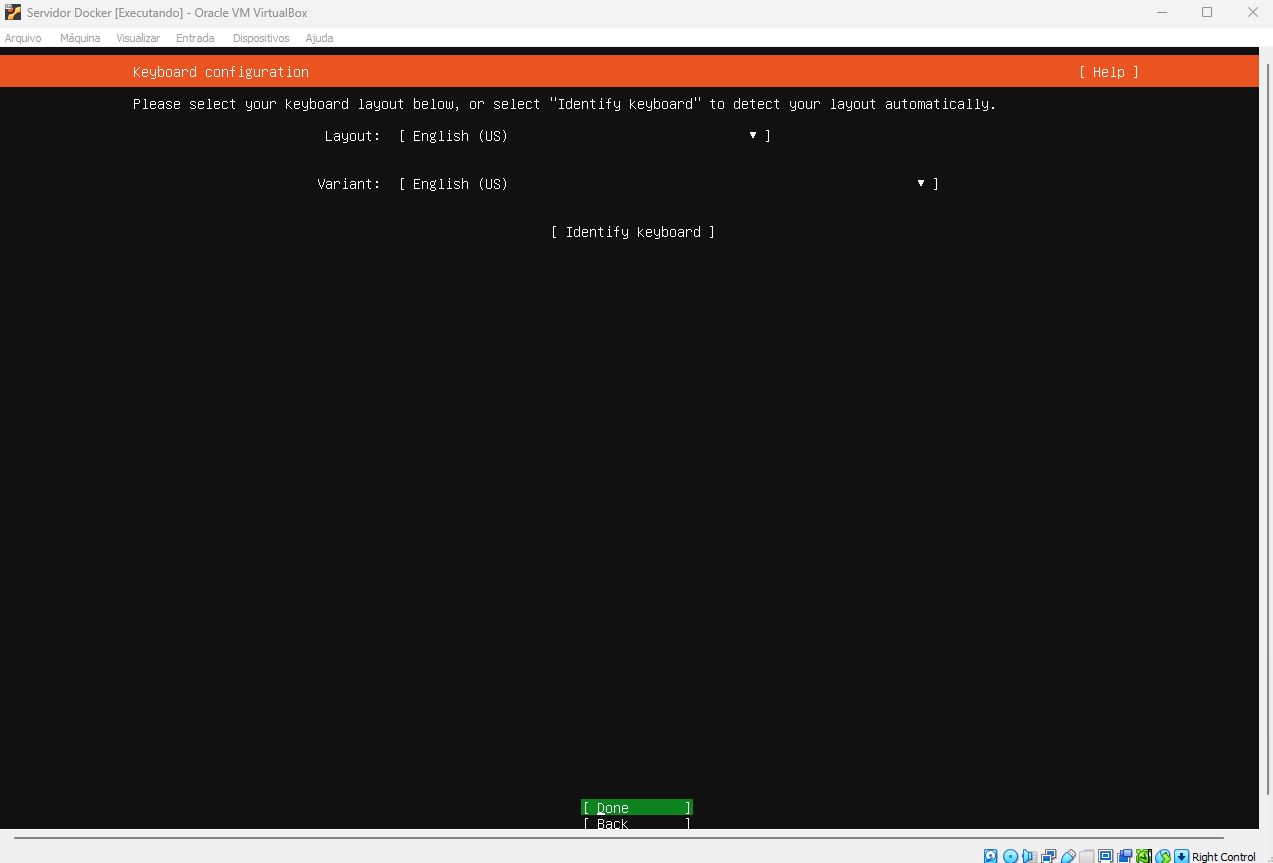 Servidor Docker [Executando] - Oracle VM VirtualBox
Arquivo Máquina Visualizar Entrada Dispositivos Ajuda
Keyboard configuration [ Help ]
Please select your keyboard layout below, or select "Identify keyboard" to detect your layout automatically.
Layout: [ English (US) ▾ ]
Variant: [ English (US) ▾ ]
[ Identify keyboard ]
[ Done ]
[ Back ]
Right Control